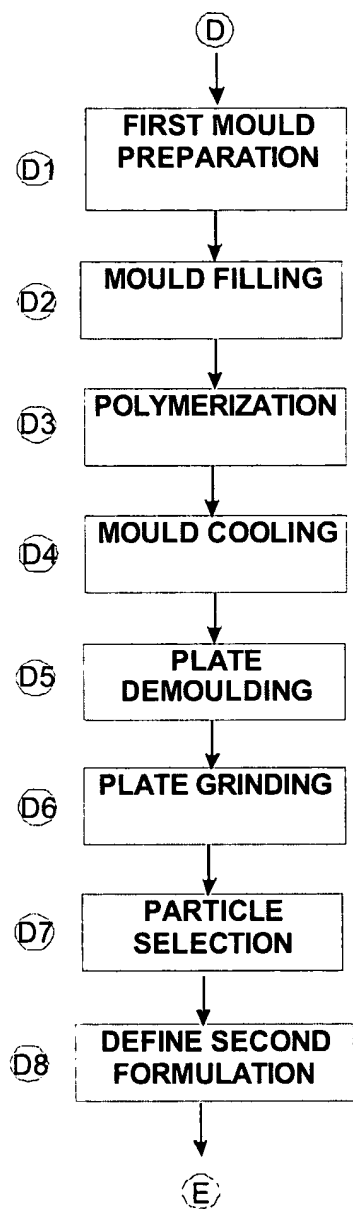 D
D1
FIRST MOULD
PREPARATION
D2
MOULD FILLING
D3
POLYMERIZATION
D4
MOULD COOLING
D5
PLATE
DEMOULDING
D6
PLATE GRINDING
D7
PARTICLE
SELECTION
D8
DEFINE SECOND
FORMULATION
E